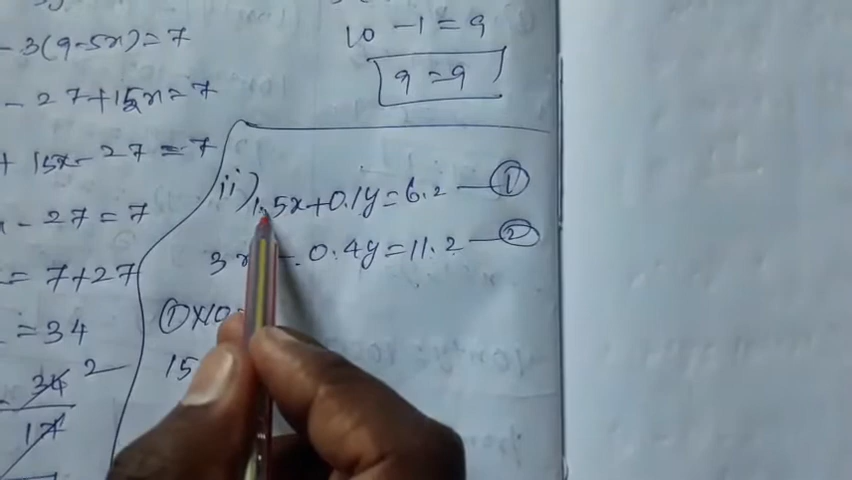 - 3(9-5x) = 7
- 27+15x = 7
+ 15x - 27 = 7
- 27 = 7
= 7+27
= 34
34 2
17
10 - 1 = 9
9 = 9
ii) 1.5x+0.1y=6.2 — ①
3x - 0.4y=11.2 — ②
①×10
15